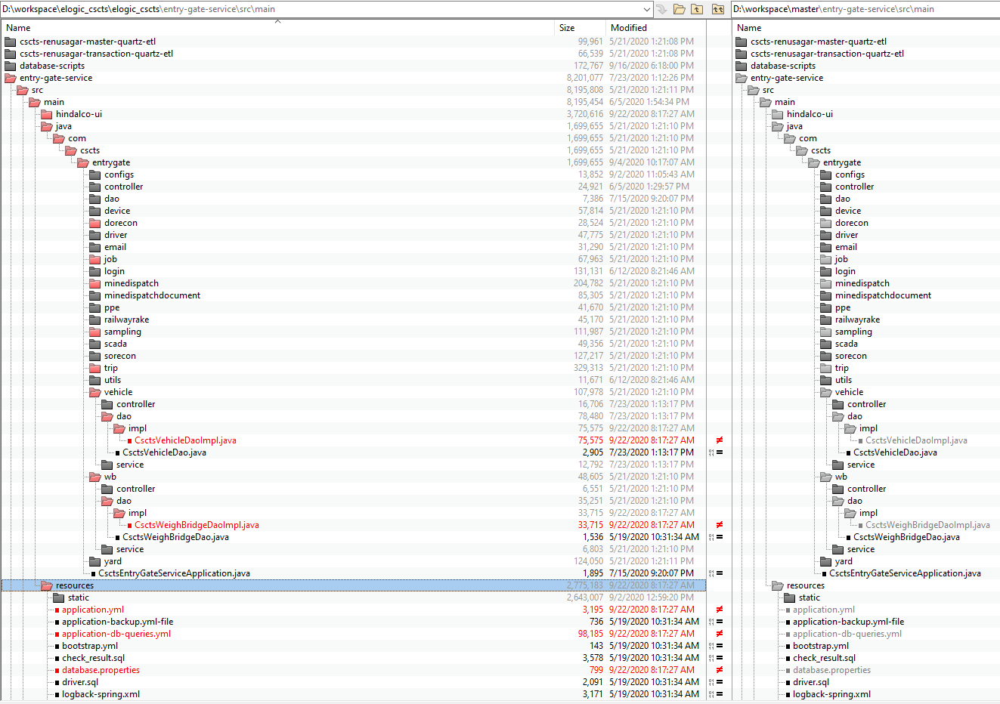 D:\workspace\elogic_cscts\elogic_cscts\entry-gate-service\src\main D:\workspace\master\entry-gate-service\src\main
Name Size Modified Name
cscts-renusagar-master-quartz-etl 99,961 5/21/2020 1:21:08 PM cscts-renusagar-master-quartz-etl
cscts-renusagar-transaction-quartz-etl 66,539 5/21/2020 1:21:08 PM cscts-renusagar-transaction-quartz-etl
database-scripts 172,767 9/16/2020 6:18:00 PM database-scripts
entry-gate-service 8,201,077 7/23/2020 1:12:26 PM entry-gate-service
src 8,195,808 5/21/2020 1:21:11 PM src
main 8,195,454 6/5/2020 1:54:34 PM main
hindalco-ui 3,720,616 9/22/2020 8:17:27 AM hindalco-ui
java 1,699,655 5/21/2020 1:21:10 PM java
com 1,699,655 5/21/2020 1:21:10 PM com
cscts 1,699,655 5/21/2020 1:21:10 PM cscts
entrygate 1,699,655 9/4/2020 10:17:07 AM entrygate
configs 13,852 9/2/2020 11:05:43 AM configs
controller 24,921 6/5/2020 1:29:57 PM controller
dao 7,386 7/15/2020 9:20:07 PM dao
device 57,814 5/21/2020 1:21:10 PM device
dorecon 28,524 5/21/2020 1:21:10 PM dorecon
driver 47,775 5/21/2020 1:21:10 PM driver
email 31,290 5/21/2020 1:21:10 PM email
job 67,963 5/21/2020 1:21:10 PM job
login 131,131 6/12/2020 8:21:46 AM login
minedispatch 204,782 5/21/2020 1:21:10 PM minedispatch
minedispatchdocument 85,305 5/21/2020 1:21:10 PM minedispatchdocument
ppe 41,670 5/21/2020 1:21:10 PM ppe
railwayrake 45,170 5/21/2020 1:21:10 PM railwayrake
sampling 111,987 5/21/2020 1:21:10 PM sampling
scada 49,356 5/21/2020 1:21:10 PM scada
sorecon 127,217 5/21/2020 1:21:10 PM sorecon
trip 329,313 5/21/2020 1:21:10 PM trip
utils 11,671 6/12/2020 8:21:46 AM utils
vehicle 107,978 5/21/2020 1:21:10 PM vehicle
controller 16,706 7/23/2020 1:13:17 PM controller
dao 78,480 7/23/2020 1:13:17 PM dao
impl 75,575 9/22/2020 8:17:27 AM impl
CsctsVehicleDaoImpl.java 75,575 9/22/2020 8:17:27 AM ≠ CsctsVehicleDaoImpl.java
CsctsVehicleDao.java 2,905 7/23/2020 1:13:17 PM = CsctsVehicleDao.java
service 12,792 7/23/2020 1:13:17 PM service
wb 48,605 5/21/2020 1:21:10 PM wb
controller 6,551 5/21/2020 1:21:10 PM controller
dao 35,251 5/21/2020 1:21:10 PM dao
impl 33,715 9/22/2020 8:17:27 AM impl
CsctsWeighBridgeDaoImpl.java 33,715 9/22/2020 8:17:27 AM ≠ CsctsWeighBridgeDaoImpl.java
CsctsWeighBridgeDao.java 1,536 5/19/2020 10:31:34 AM = CsctsWeighBridgeDao.java
service 6,803 5/21/2020 1:21:10 PM service
yard 124,050 5/21/2020 1:21:11 PM yard
CsctsEntryGateServiceApplication.java 1,895 7/15/2020 9:20:07 PM = CsctsEntryGateServiceApplication.java
resources 2,775,183 9/22/2020 8:17:27 AM resources
static 2,643,007 9/2/2020 12:59:20 PM static
application.yml 3,195 9/22/2020 8:17:27 AM ≠ application.yml
application-backup.yml-file 736 5/19/2020 10:31:34 AM = application-backup.yml-file
application-db-queries.yml 98,185 9/22/2020 8:17:27 AM ≠ application-db-queries.yml
bootstrap.yml 143 5/19/2020 10:31:34 AM = bootstrap.yml
check_result.sql 3,578 5/19/2020 10:31:34 AM = check_result.sql
database.properties 799 9/22/2020 8:17:27 AM ≠ database.properties
driver.sql 2,091 5/19/2020 10:31:34 AM = driver.sql
logback-spring.xml 3,171 5/19/2020 10:31:34 AM = logback-spring.xml